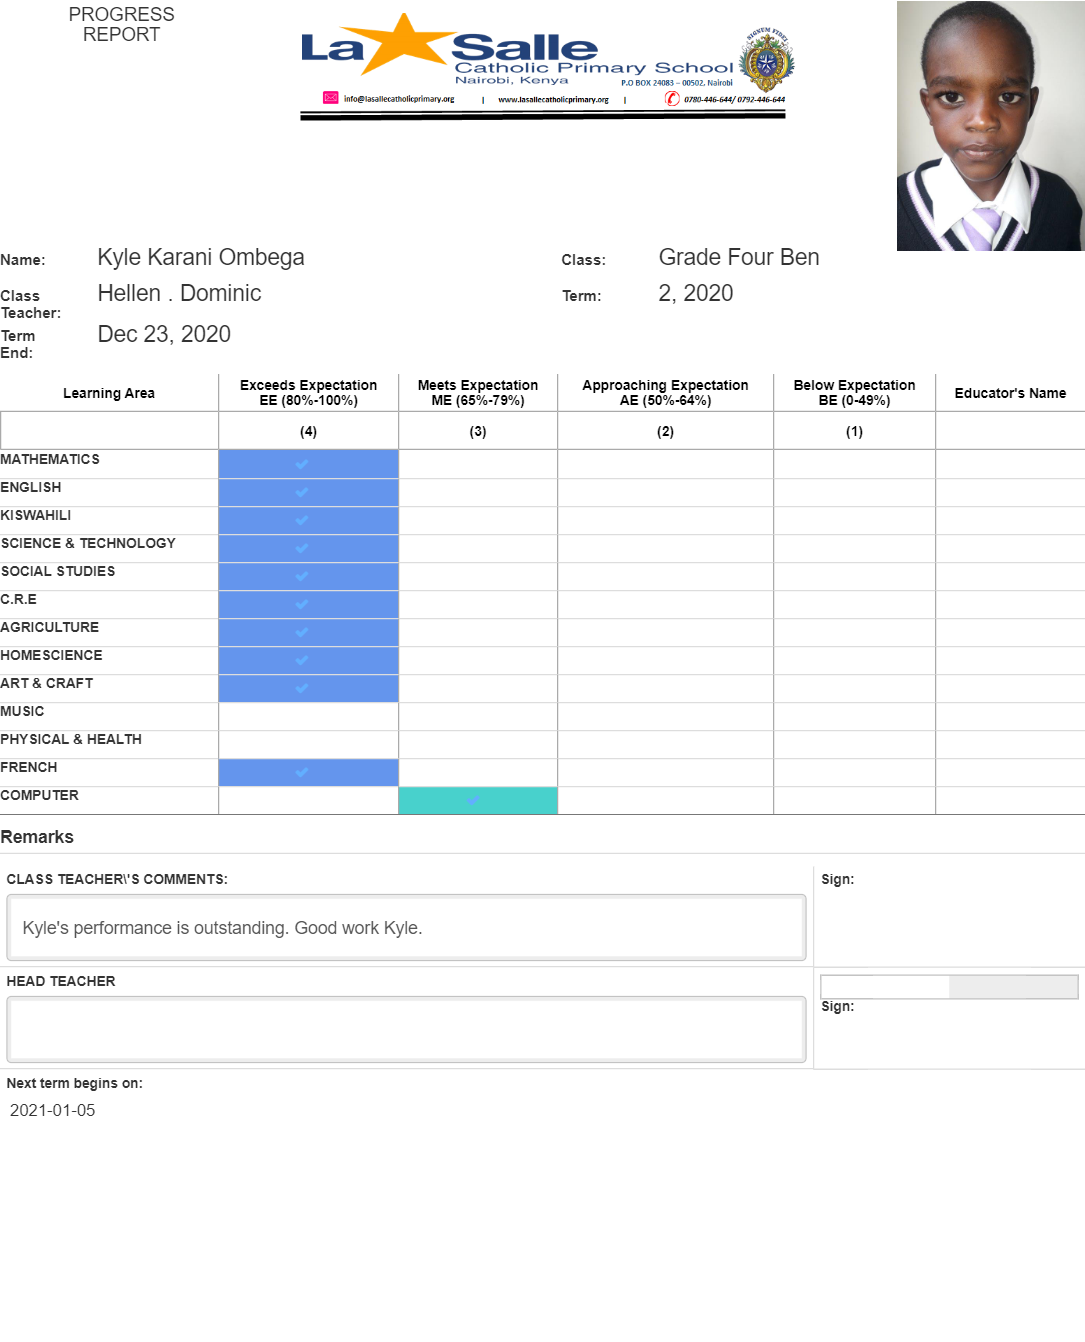 PROGRESS
REPORT
La Salle
Catholic Primary School
Nairobi, Kenya
P.O BOX 24083 – 00502. Nairobi
SIGNUM FIDEI
info@lasallecatholicprimary.org | www.lasallecatholicprimary.org | 0780-446-644/ 0792-446-644
Name: Kyle Karani Ombega Class: Grade Four Ben
Class Teacher: Hellen . Dominic Term: 2, 2020
Term End: Dec 23, 2020
Learning Area Exceeds Expectation EE (80%-100%) Meets Expectation ME (65%-79%) Approaching Expectation AE (50%-64%) Below Expectation BE (0-49%) Educator's Name
(4) (3) (2) (1)
MATHEMATICS
ENGLISH
KISWAHILI
SCIENCE & TECHNOLOGY
SOCIAL STUDIES
C.R.E
AGRICULTURE
HOMESCIENCE
ART & CRAFT
MUSIC
PHYSICAL & HEALTH
FRENCH
COMPUTER
Remarks
CLASS TEACHER\'S COMMENTS: Sign:
Kyle's performance is outstanding. Good work Kyle.
HEAD TEACHER
Sign:
Next term begins on:
2021-01-05